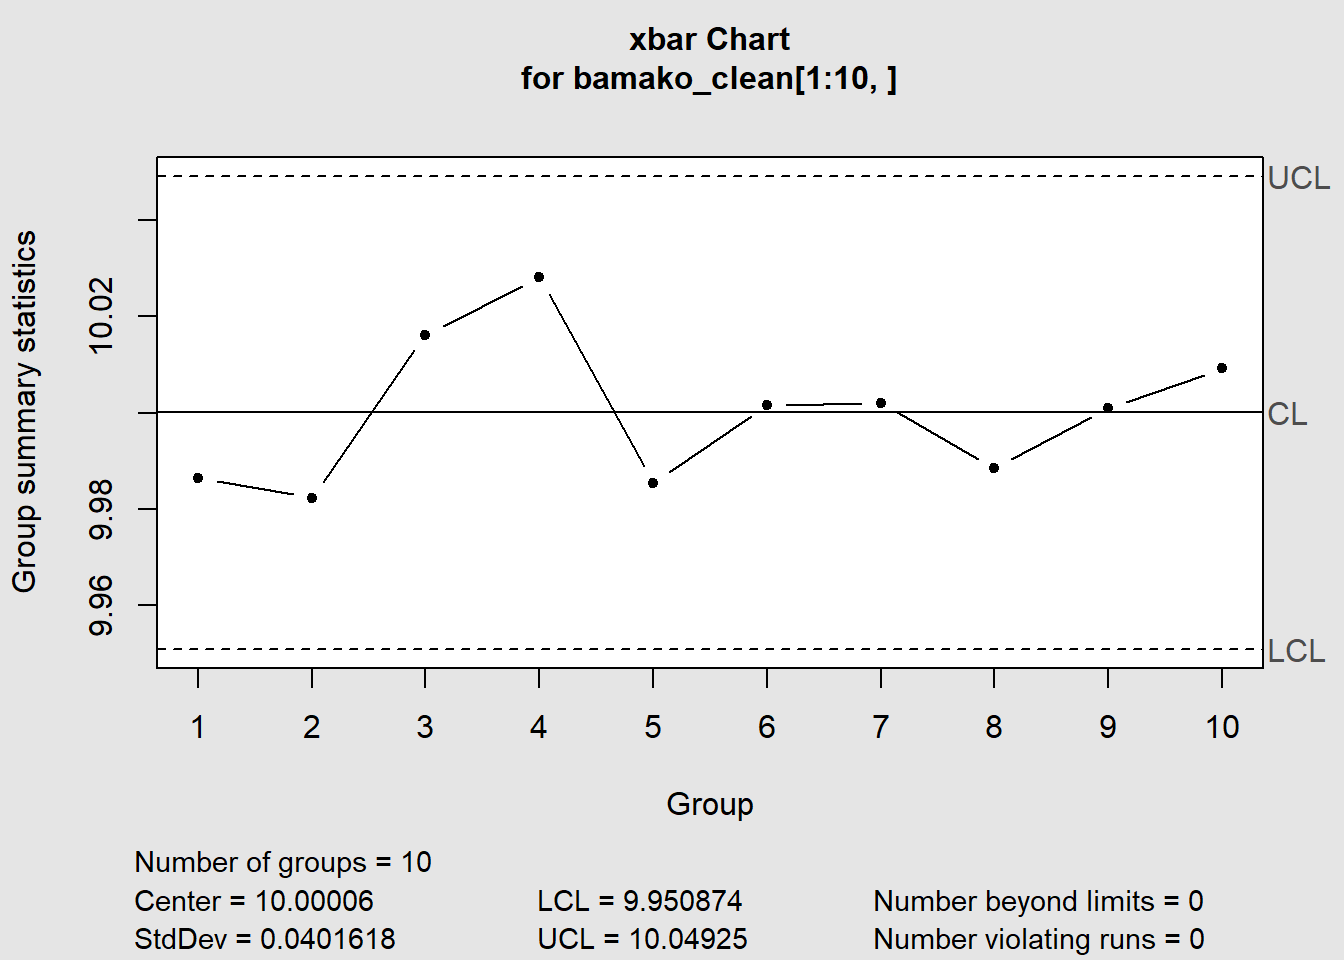 xbar Chart
for bamako_clean[1:10, ]
Group summary statistics
10.02
9.98
9.96
UCL
CL
LCL
1 2 3 4 5 6 7 8 9 10
Group
Number of groups = 10
Center = 10.00006 LCL = 9.950874 Number beyond limits = 0
StdDev = 0.0401618 UCL = 10.04925 Number violating runs = 0